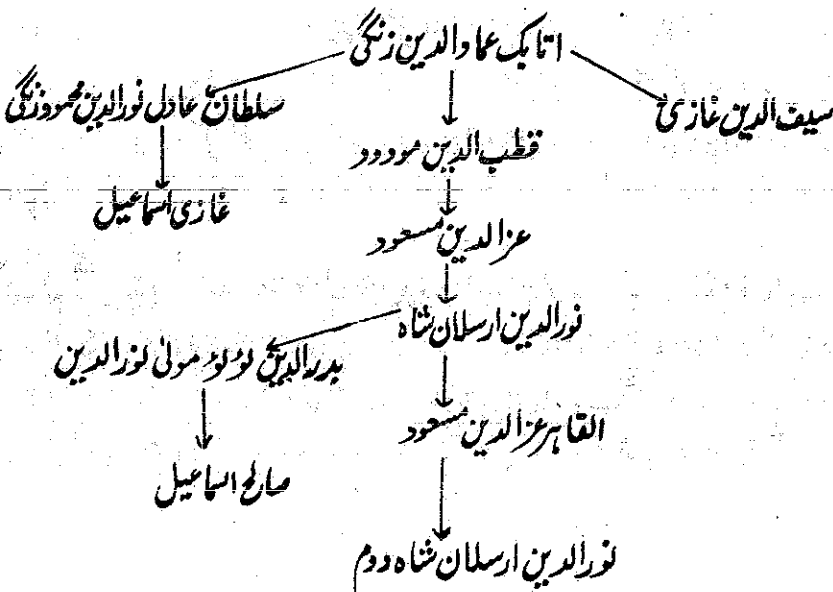 اتابک عمادالدین زنگی
سیف الدین غازی
سلطان عادل نورالدین محمود زنگی
قطب الدین مودود
غازی اسماعیل
عزالدین مسعود
نورالدین ارسلان شاہ
بدرالدین لؤلؤ مولیٰ نورالدین
القاہر عزالدین مسعود
صالح اسماعیل
نورالدین ارسلان شاہ دوم